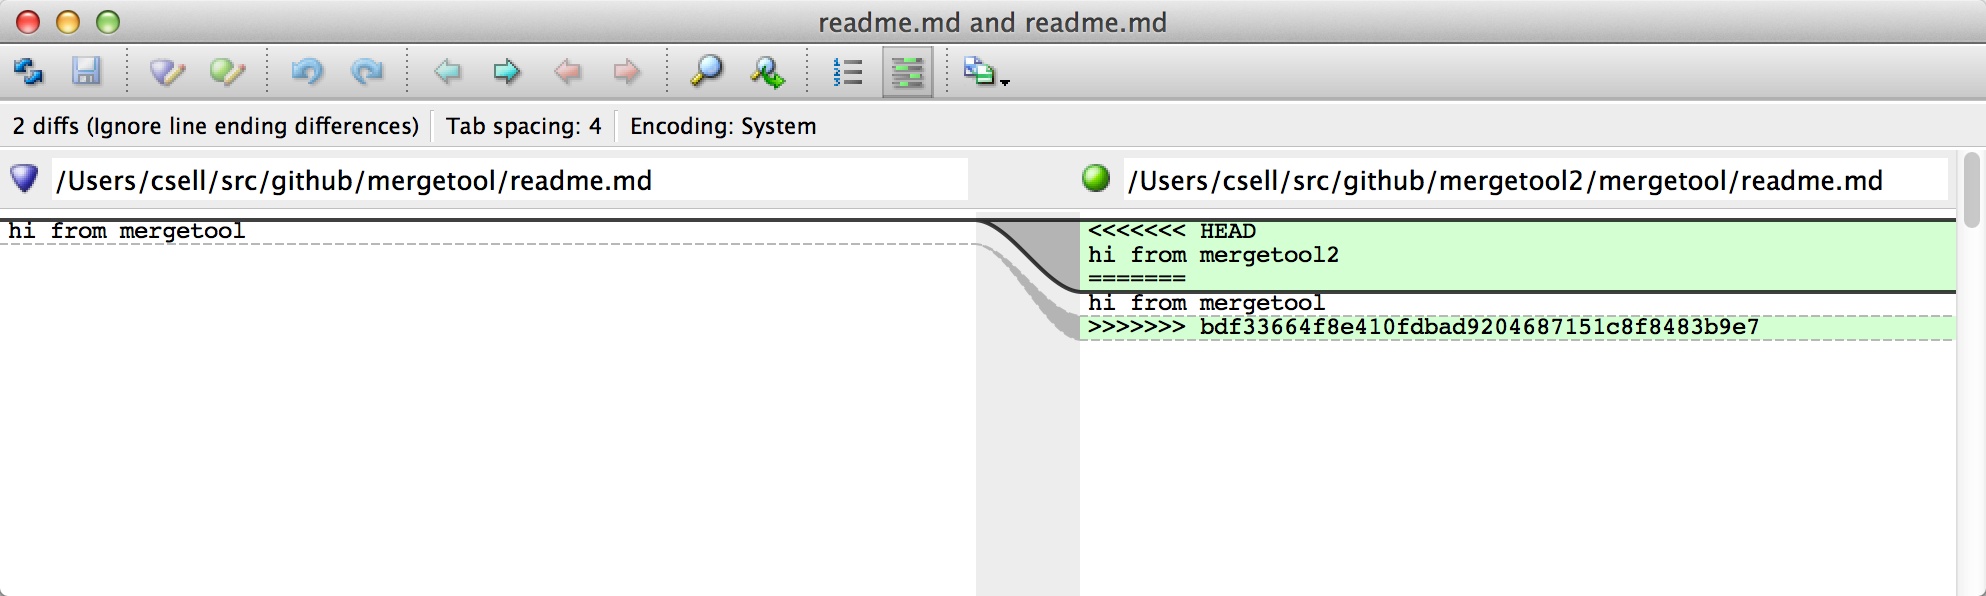 readme.md and readme.md
2 diffs (Ignore line ending differences) Tab spacing: 4 Encoding: System
/Users/csell/src/github/mergetool/readme.md
/Users/csell/src/github/mergetool2/mergetool/readme.md
hi from mergetool
<<<<<<< HEAD
hi from mergetool2
=======
hi from mergetool
>>>>>>> bdf33664f8e410fdbad9204687151c8f8483b9e7